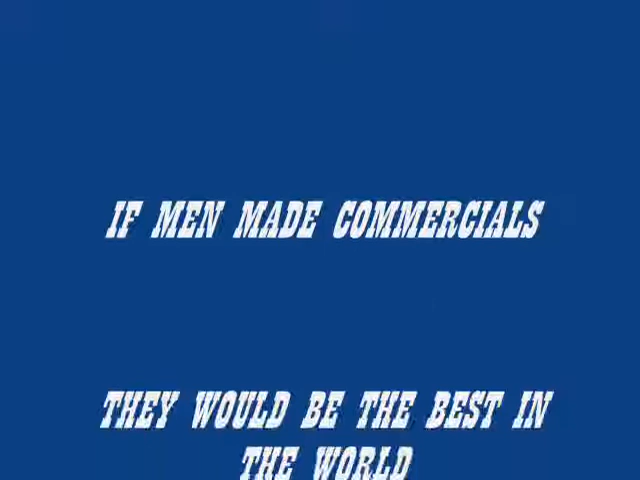 IF MEN MADE COMMERCIALS
THEY WOULD BE THE BEST IN
THE WORLD